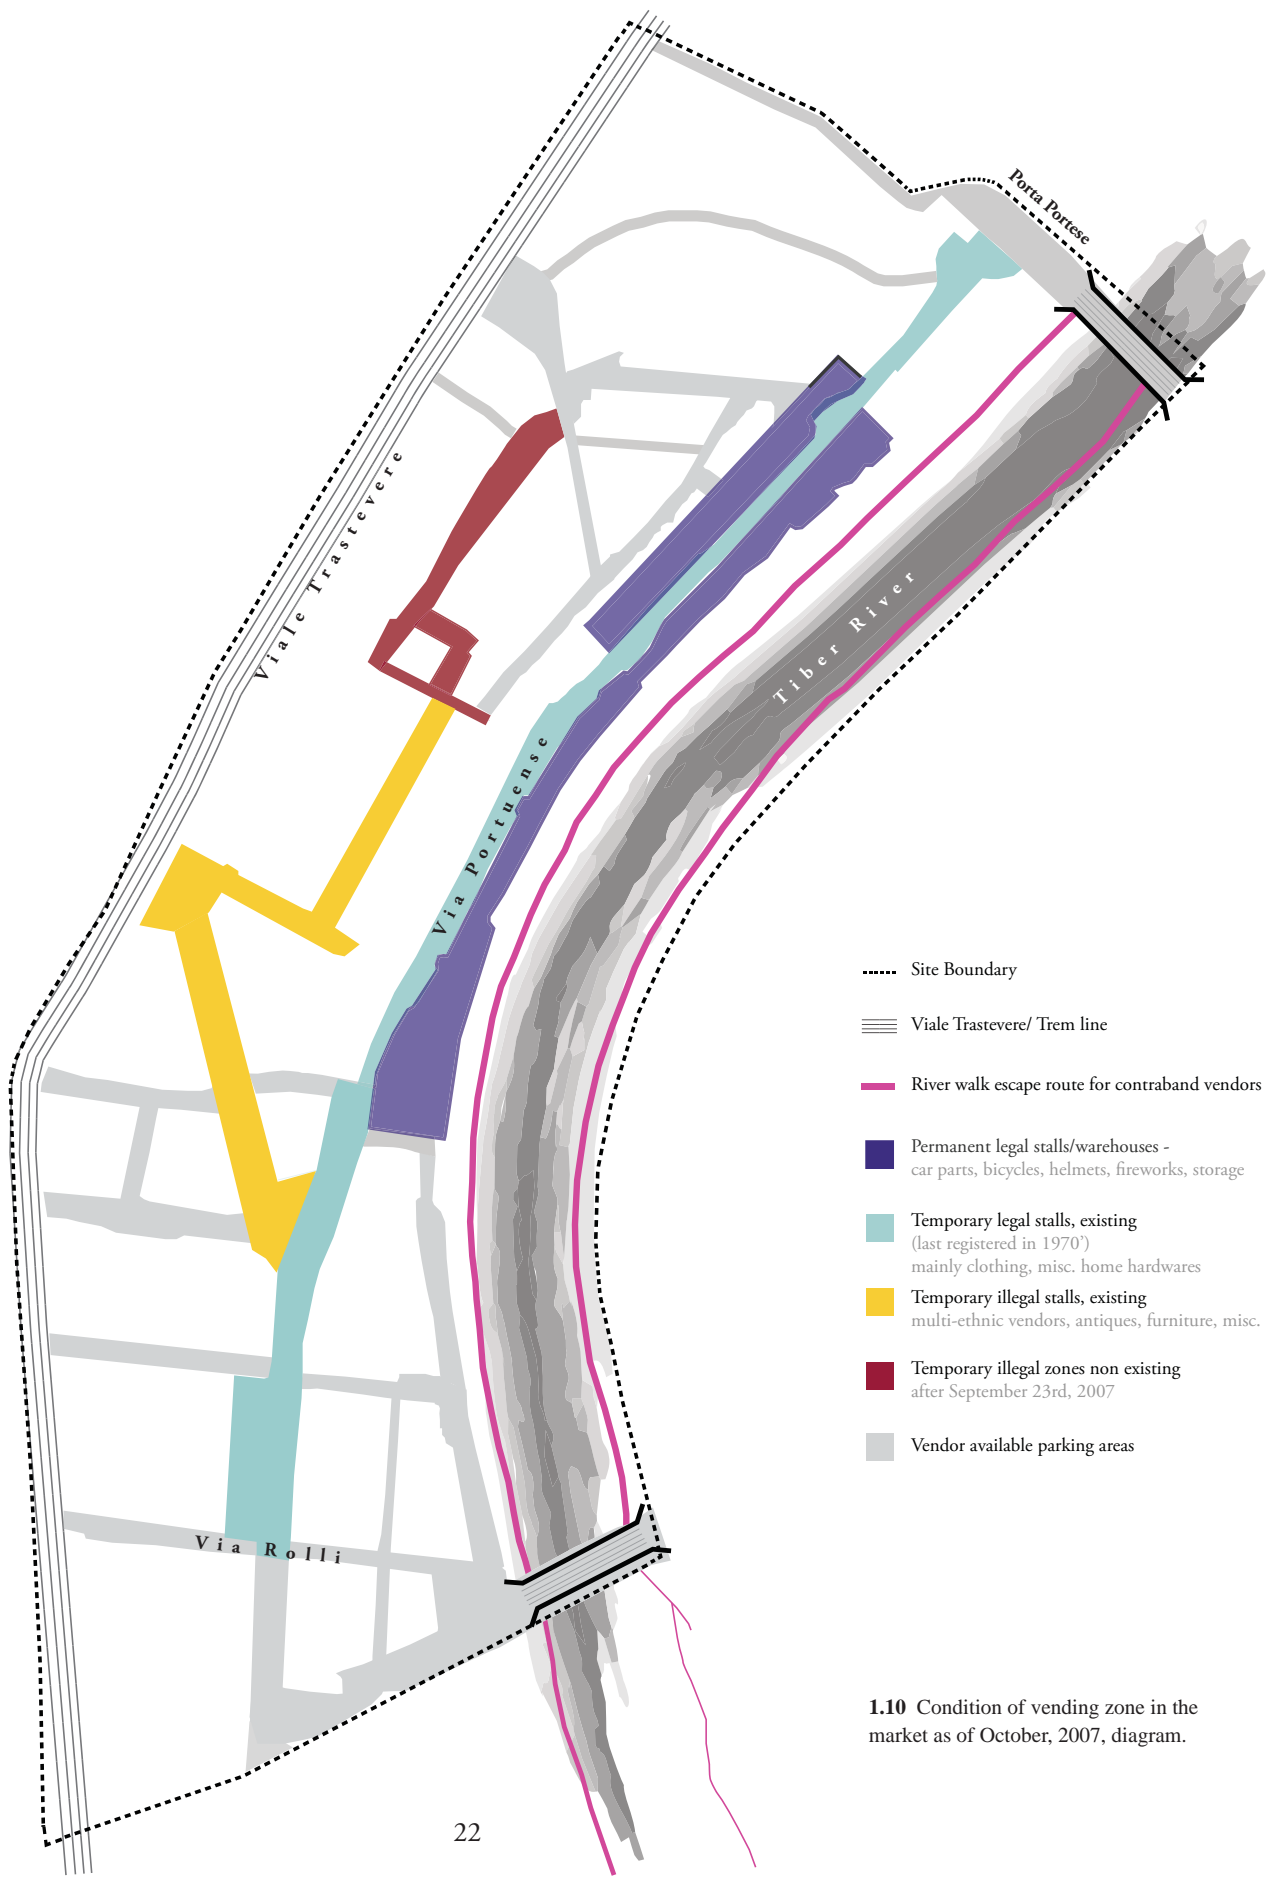 Porta Portese
Viale Trastevere
Tiber River
Via Portuense
Site Boundary
Viale Trastevere/ Trem line
River walk escape route for contraband vendors
Permanent legal stalls/warehouses -
car parts, bicycles, helmets, fireworks, storage
Temporary legal stalls, existing
(last registered in 1970’)
mainly clothing, misc. home hardwares
Temporary illegal stalls, existing
multi-ethnic vendors, antiques, furniture, misc.
Temporary illegal zones non existing
after September 23rd, 2007
Vendor available parking areas
Via Rolli
1.10 Condition of vending zone in the
market as of October, 2007, diagram.
22